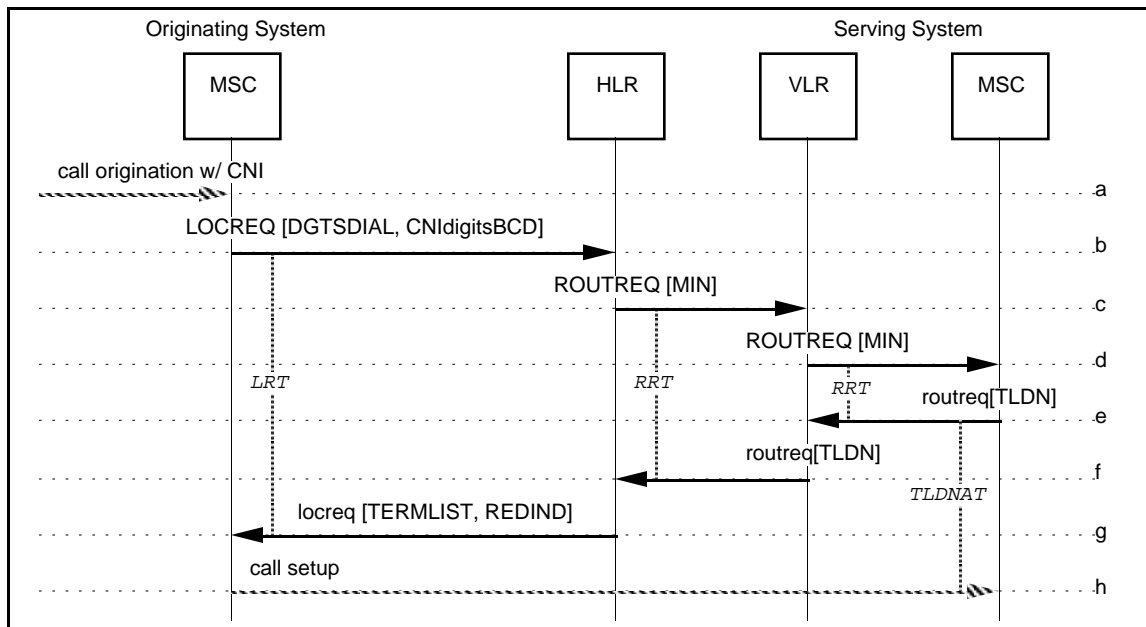 Originating System
Serving System
MSC
HLR
VLR
MSC
call origination w/ CNI
a
LOCREQ [DGTSDIAL, CNIdigitsBCD]
b
ROUTREQ [MIN]
c
ROUTREQ [MIN]
d
LRT
RRT
RRT
routreq[TLDN]
e
routreq[TLDN]
f
TLDNAT
locreq [TERMLIST, REDIND]
g
call setup
h